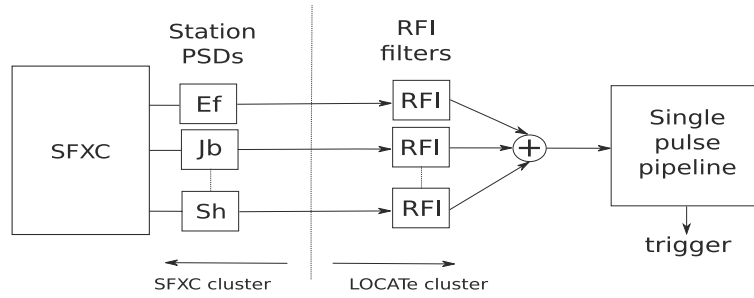 Station
PSDs
RFI
filters
SFXC
Ef
RFI
Jb
RFI
Sh
RFI
+
Single
pulse
pipeline
trigger
SFXC cluster
LOCATe cluster